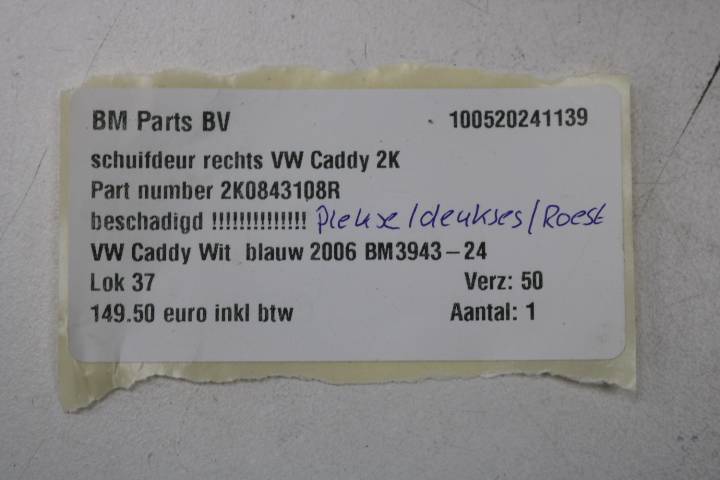 BM Parts BV 100520241139
schuifdeur rechts VW Caddy 2K
Part number 2K0843108R
beschadigd !!!!!!!!!!!!!! /deukses/Roest
VW Caddy Wit blauw 2006 BM3943-24
Lok 37 Verz: 50
149.50 euro inkl btw Aantal: 1